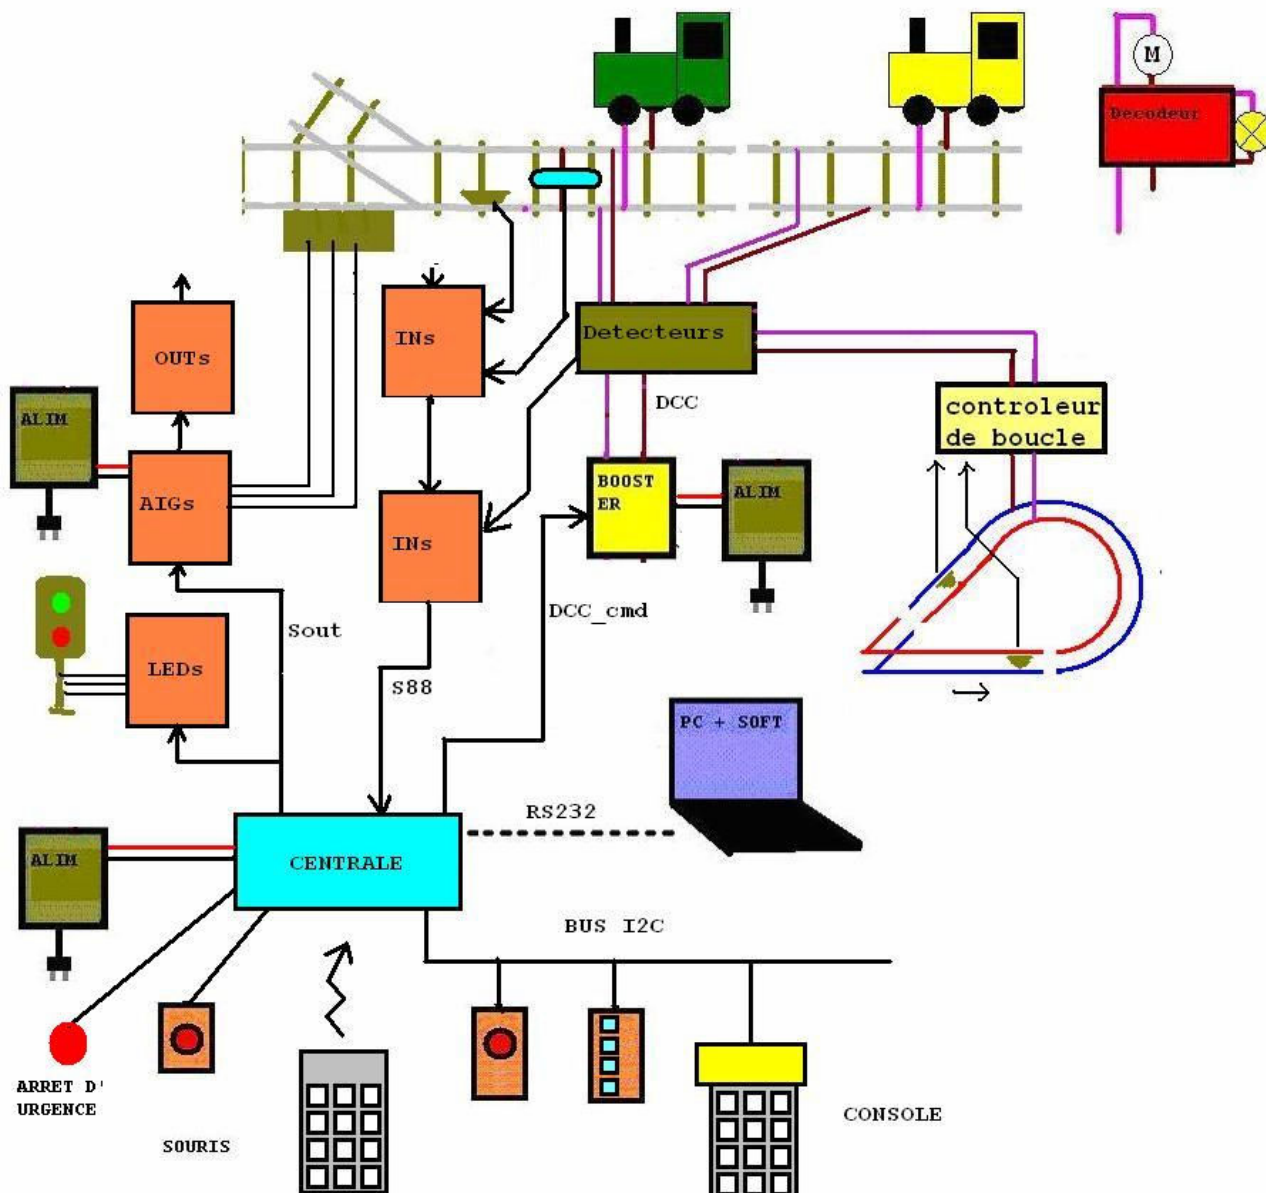 M
Decodeur
INs
Detecteurs
OUTs
ALIM
DCC
controleur
de boucle
AIGs
BOOST
ER
ALIM
INs
DCC_cmd
Sout
LEDs
S88
PC + SOFT
RS232
ALIM
CENTRALE
BUS I2C
ARRET D'
URGENCE
SOURIS
CONSOLE